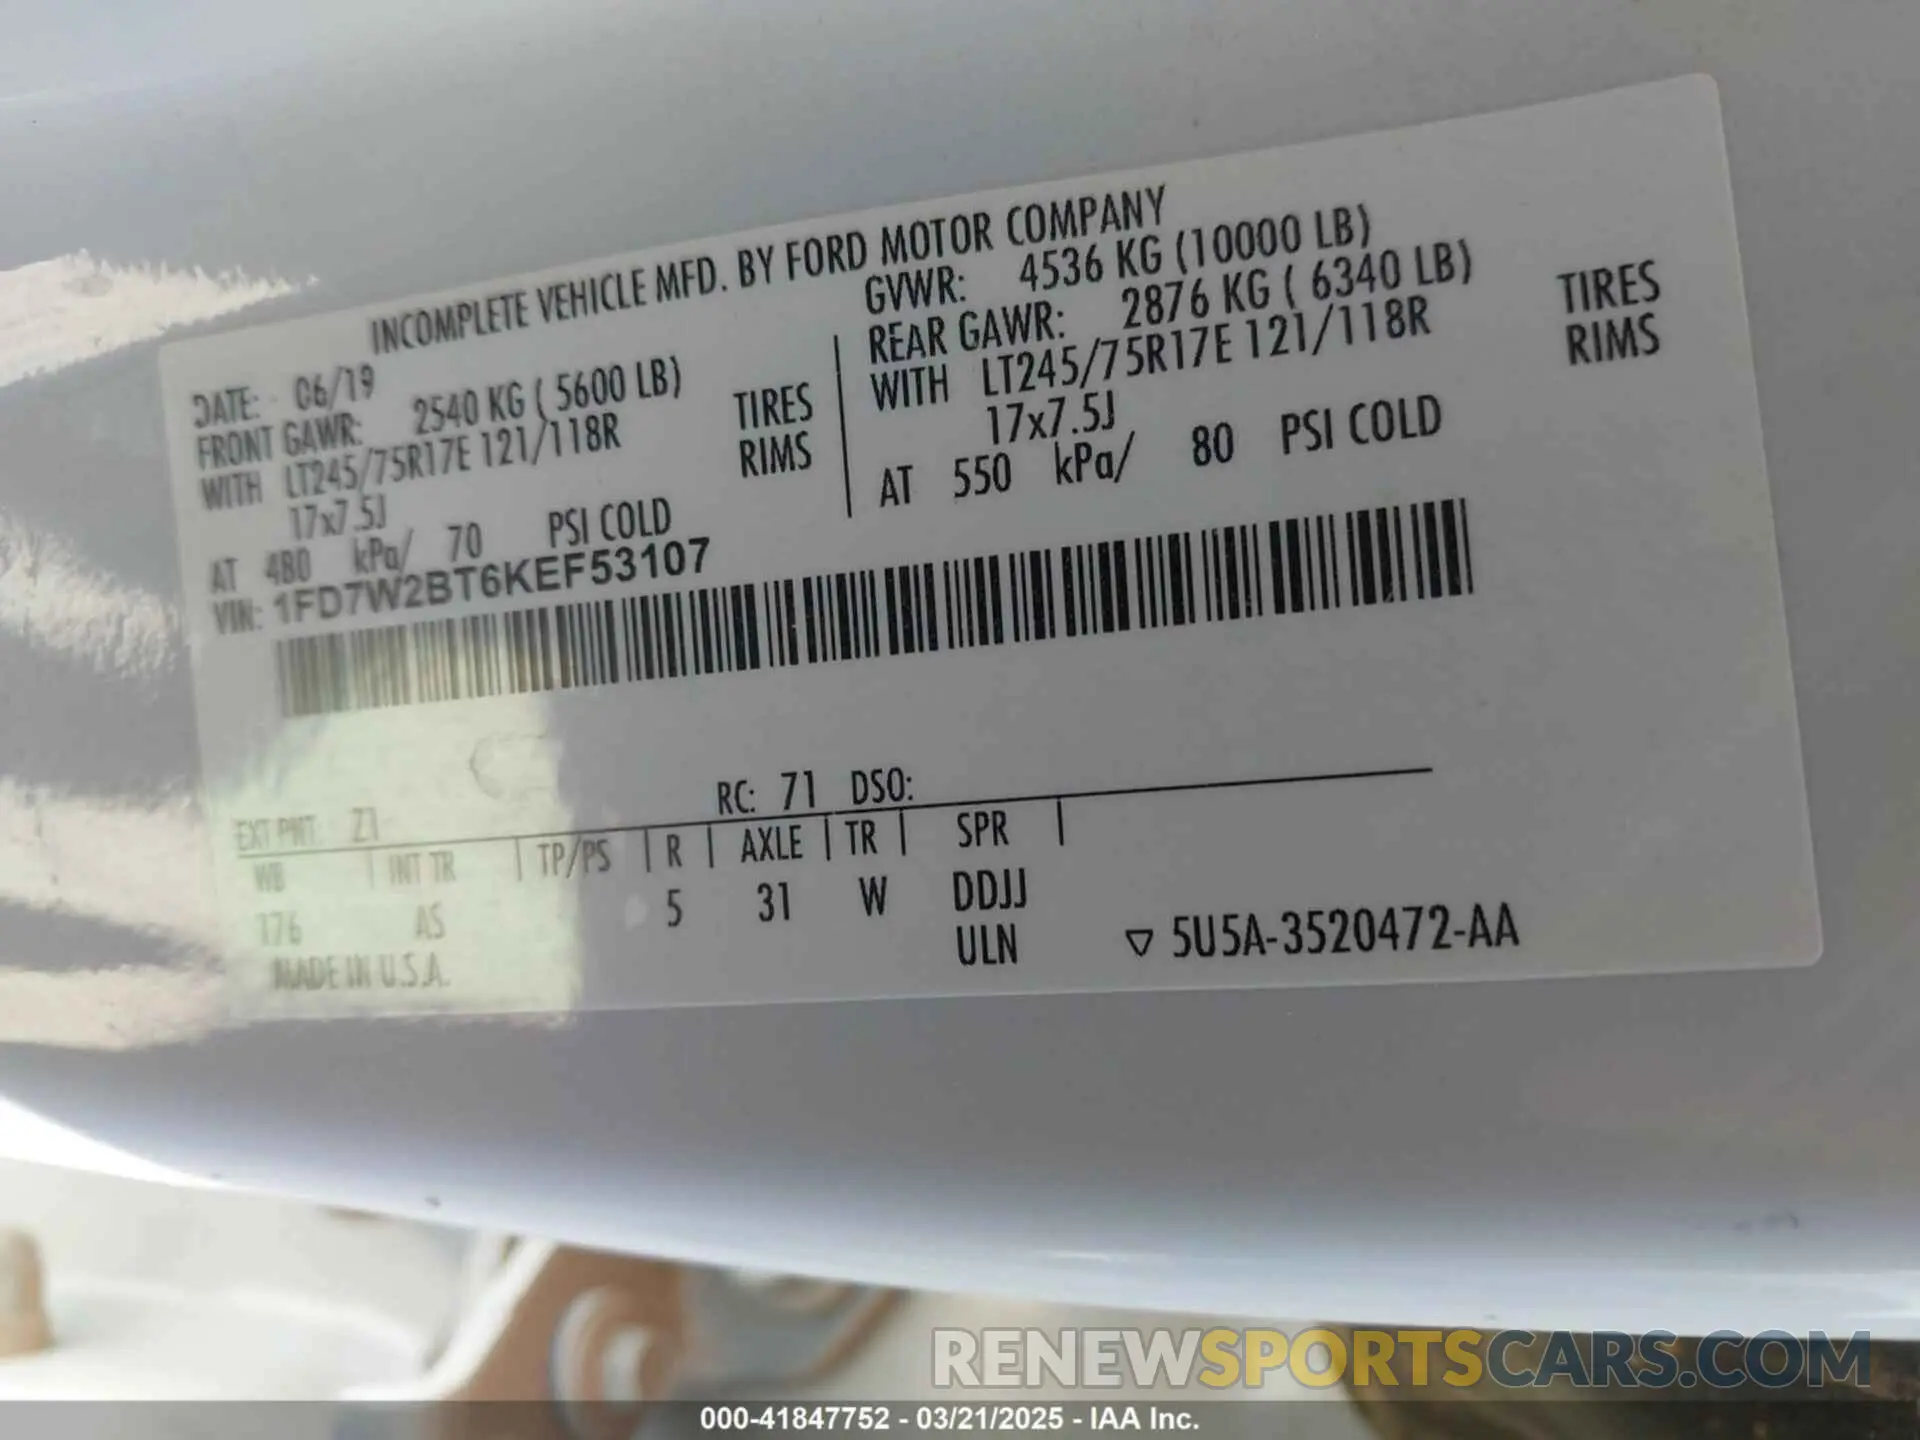 INCOMPLETE VEHICLE MFD. BY FORD MOTOR COMPANY
DATE: 06/19
GVWR: 4536 KG (10000 LB)
FRONT GAWR: 2540 KG ( 5600 LB)
REAR GAWR: 2876 KG ( 6340 LB)
WITH LT245/75R17E 121/118R TIRES
WITH LT245/75R17E 121/118R TIRES
17x7.5J RIMS
17x7.5J RIMS
AT 480 kPa/ 70 PSI COLD
AT 550 kPa/ 80 PSI COLD
VIN: 1FD7W2BT6KEF53107
EXT PNT: Z1 RC: 71 DSO:
WB | INT TR | TP/PS | R | AXLE | TR | SPR |
176 AS 5 31 W DDJJ
MADE IN U.S.A. ULN ▽ 5U5A-3520472-AA
RENEWSPORTSCARS.COM
000-41847752 - 03/21/2025 - IAA Inc.